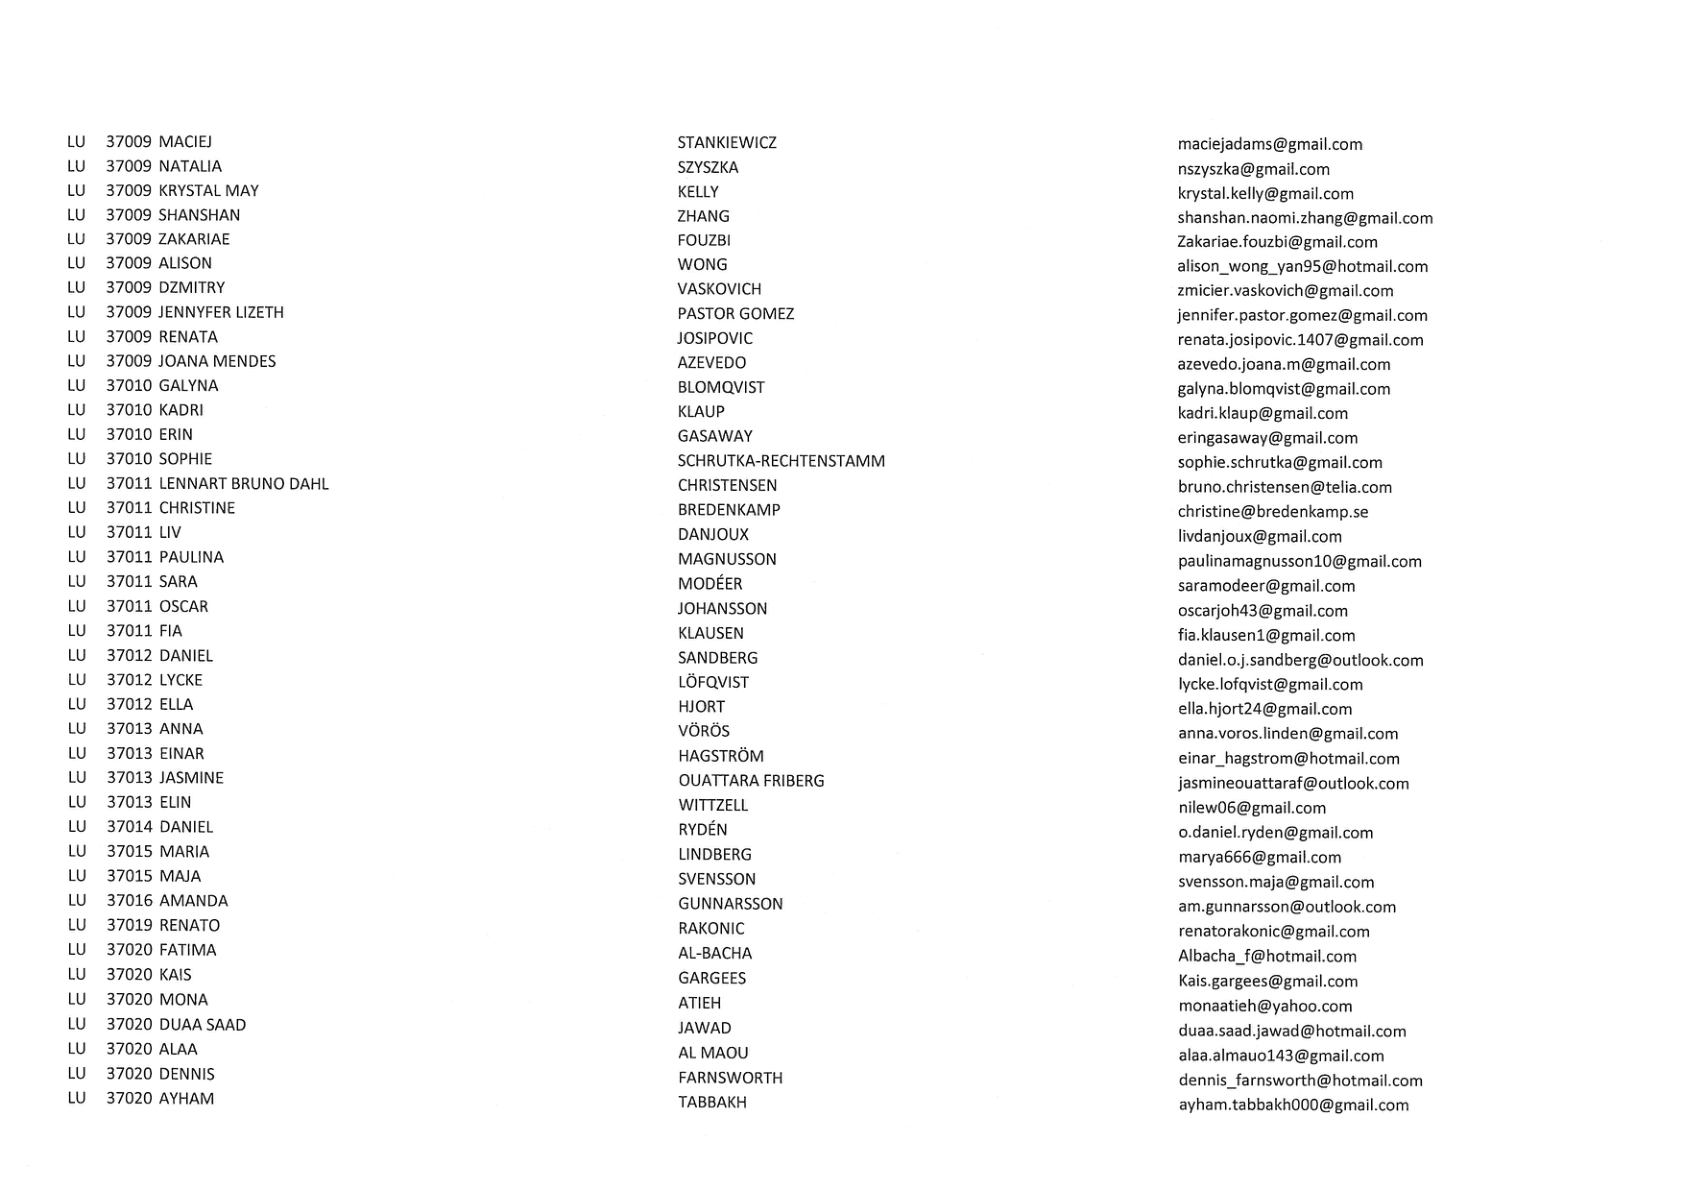 LU 37009 MACIEJ STANKIEWICZ maciejadams@gmail.com
LU 37009 NATALIA SZYSZKA nszyszka@gmail.com
LU 37009 KRYSTAL MAY KELLY krystal.kelly@gmail.com
LU 37009 SHANSHAN ZHANG shanshan.naomi.zhang@gmail.com
LU 37009 ZAKARIAE FOUZBI Zakariae.fouzbi@gmail.com
LU 37009 ALISON WONG alison_wong_yan95@hotmail.com
LU 37009 DZMITRY VASKOVICH zmicier.vaskovich@gmail.com
LU 37009 JENNYFER LIZETH PASTOR GOMEZ jennifer.pastor.gomez@gmail.com
LU 37009 RENATA JOSIPOVIC renata.josipovic.1407@gmail.com
LU 37009 JOANA MENDES AZEVEDO azevedo.joana.m@gmail.com
LU 37010 GALYNA BLOMQVIST galyna.blomqvist@gmail.com
LU 37010 KADRI KLAUP kadri.klaup@gmail.com
LU 37010 ERIN GASAWAY eringasaway@gmail.com
LU 37010 SOPHIE SCHRUTKA-RECHTENSTAMM sophie.schrutka@gmail.com
LU 37011 LENNART BRUNO DAHL CHRISTENSEN bruno.christensen@telia.com
LU 37011 CHRISTINE BREDENKAMP christine@bredenkamp.se
LU 37011 LIV DANJOUX livdanjoux@gmail.com
LU 37011 PAULINA MAGNUSSON paulinamagnusson10@gmail.com
LU 37011 SARA MODÉER saramodeer@gmail.com
LU 37011 OSCAR JOHANSSON oscarjoh43@gmail.com
LU 37011 FIA KLAUSEN fia.klausen1@gmail.com
LU 37012 DANIEL SANDBERG daniel.o.j.sandberg@outlook.com
LU 37012 LYCKE LÖFQVIST lycke.lofqvist@gmail.com
LU 37012 ELLA HJORT ella.hjort24@gmail.com
LU 37013 ANNA VÖRÖS anna.voros.linden@gmail.com
LU 37013 EINAR HAGSTRÖM einar_hagstrom@hotmail.com
LU 37013 JASMINE OUATTARA FRIBERG jasmineouattaraf@outlook.com
LU 37013 ELIN WITTZELL nilew06@gmail.com
LU 37014 DANIEL RYDÉN o.daniel.ryden@gmail.com
LU 37015 MARIA LINDBERG marya666@gmail.com
LU 37015 MAJA SVENSSON svensson.maja@gmail.com
LU 37016 AMANDA GUNNARSSON am.gunnarsson@outlook.com
LU 37019 RENATO RAKONIC renatorakonic@gmail.com
LU 37020 FATIMA AL-BACHA Albacha_f@hotmail.com
LU 37020 KAIS GARGEES Kais.gargees@gmail.com
LU 37020 MONA ATIEH monaatieh@yahoo.com
LU 37020 DUAA SAAD JAWAD duaa.saad.jawad@hotmail.com
LU 37020 ALAA AL MAOU alaa.almauo143@gmail.com
LU 37020 DENNIS FARNSWORTH dennis_farnsworth@hotmail.com
LU 37020 AYHAM TABBAKH ayham.tabbakh000@gmail.com